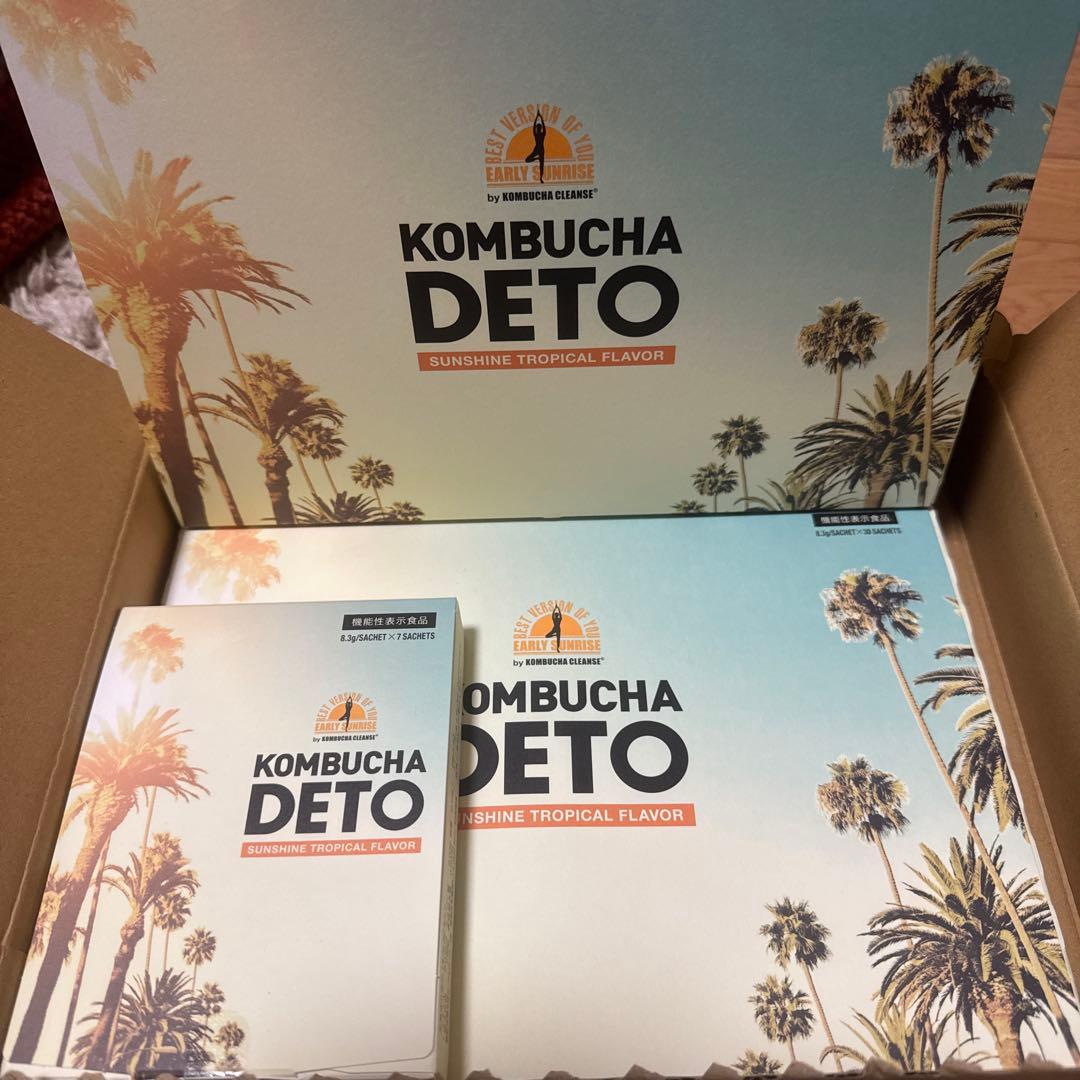 BEST VERSION OF YOU
EARLY SUNRISE
by KOMBUCHA CLEANSE®
KOMBUCHA
DETO
SUNSHINE TROPICAL FLAVOR
機能性表示食品
8.3g/SACHET×30 SACHETS
BEST VERSION OF YOU
EARLY SUNRISE
by KOMBUCHA CLEANSE®
OMBUCHA
DETO
NSHINE TROPICAL FLAVOR
機能性表示食品
8.3g/SACHET×7 SACHETS
BEST VERSION OF YOU
EARLY SUNRISE
by KOMBUCHA CLEANSE®
KOMBUCHA
DETO
SUNSHINE TROPICAL FLAVOR